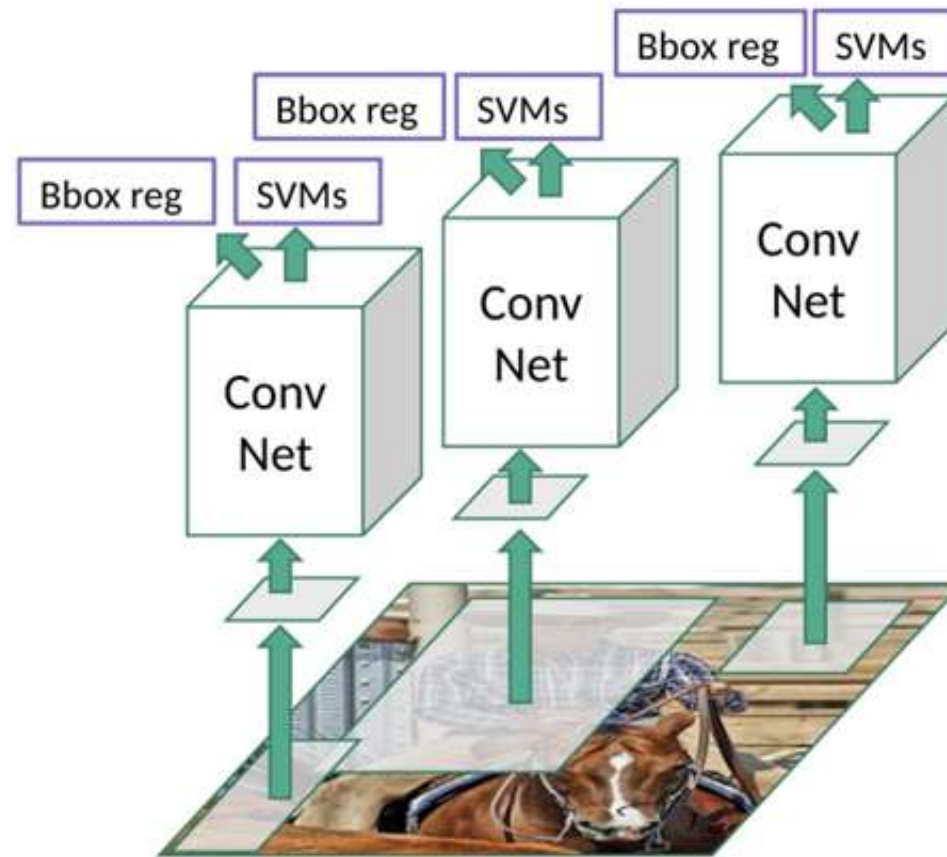 Bbox reg SVMs
Bbox reg SVMs
Bbox reg SVMs
Conv
Net
Conv
Net
Conv
Net